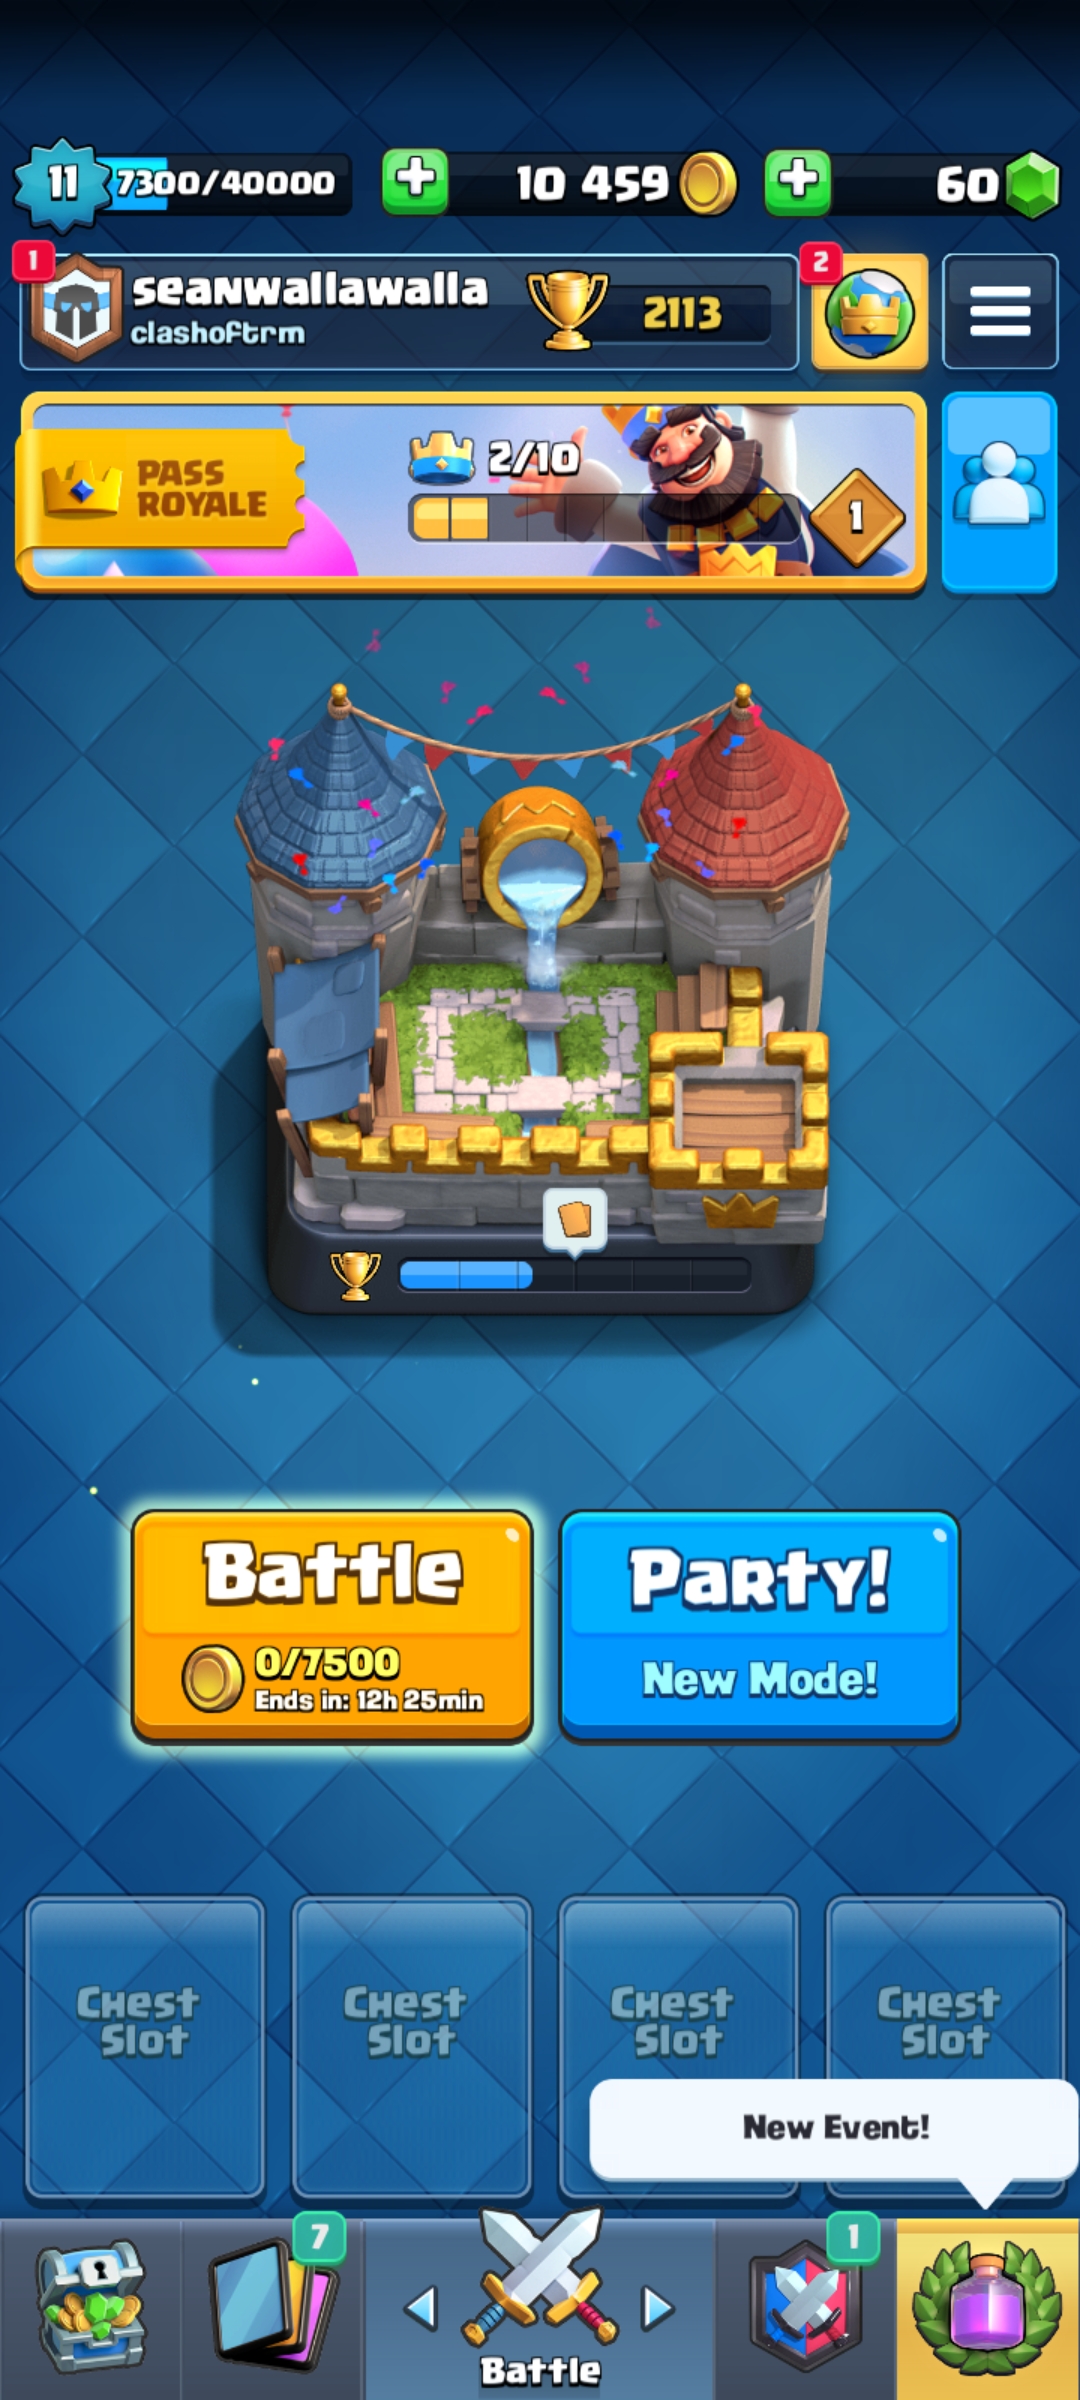 11
7300/40000
10 459
60
1
seanwallawalla
clashoftrm
2113
2
PASS
ROYALE
2/10
1
Battle
0/7500
Ends in: 12h 25min
Party!
New Mode!
Chest
Slot
Chest
Slot
Chest
Slot
Chest
Slot
New Event!
7
1
Battle